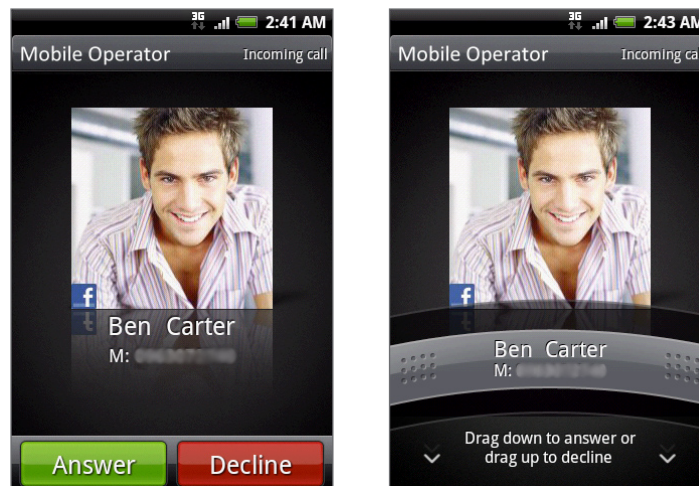 3G 2:41 AM
Mobile Operator Incoming call
f
Ben Carter
M:
Answer Decline
3G 2:43 AM
Mobile Operator Incoming ca
f
Ben Carter
M:
Drag down to answer or
drag up to decline